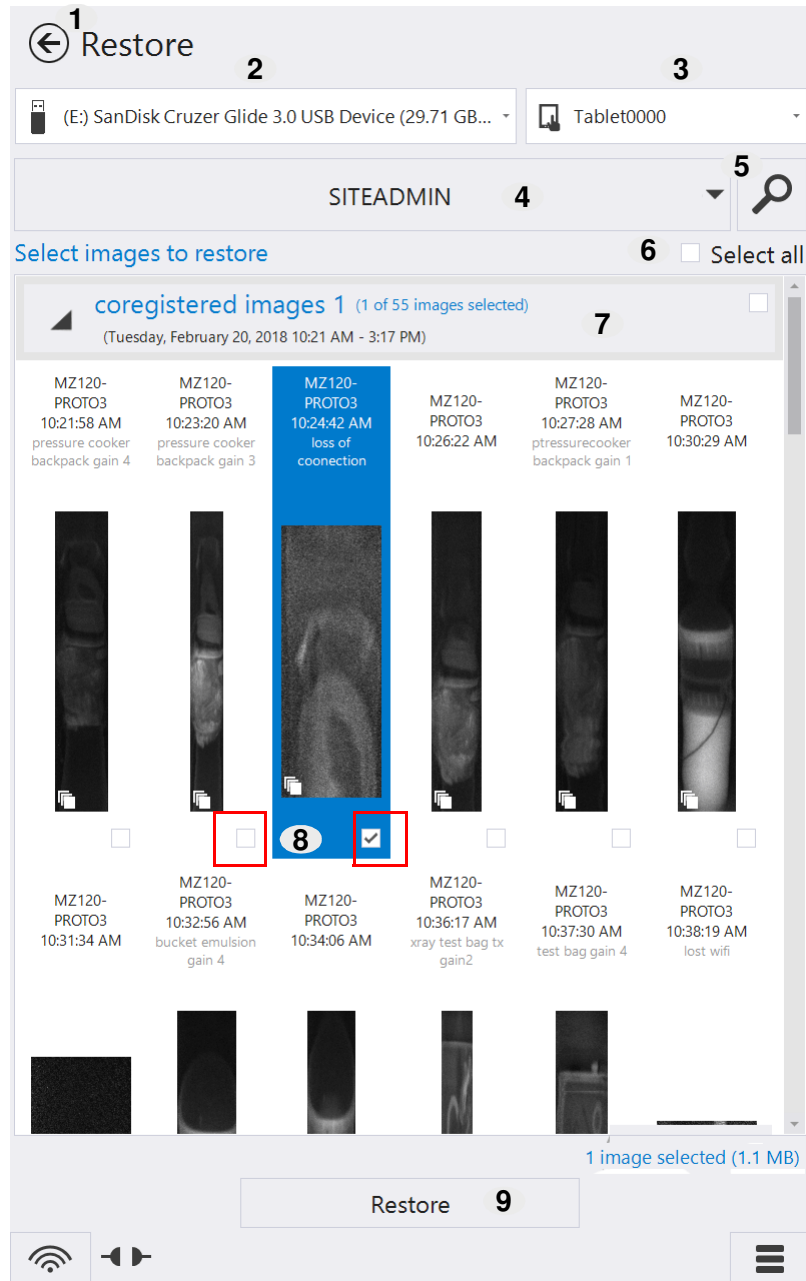 1
Restore
2
3
(E:) SanDisk Cruzer Glide 3.0 USB Device (29.71 GB...
Tablet0000
5
SITEADMIN
4
Select images to restore
6
Select all
coregistered images 1 (1 of 55 images selected)
7
(Tuesday, February 20, 2018 10:21 AM - 3:17 PM)
MZ120-
PROTO3
10:21:58 AM
pressure cooker
backpack gain 4
MZ120-
PROTO3
10:23:20 AM
pressure cooker
backpack gain 3
MZ120-
PROTO3
10:24:42 AM
loss of
coonection
MZ120-
PROTO3
10:26:22 AM
MZ120-
PROTO3
10:27:28 AM
ptressurecooker
backpack gain 1
MZ120-
PROTO3
10:30:29 AM
8
MZ120-
PROTO3
10:31:34 AM
MZ120-
PROTO3
10:32:56 AM
bucket emulsion
gain 4
MZ120-
PROTO3
10:34:06 AM
MZ120-
PROTO3
10:36:17 AM
xray test bag tx
gain2
MZ120-
PROTO3
10:37:30 AM
test bag gain 4
MZ120-
PROTO3
10:38:19 AM
lost wifi
1 image selected (1.1 MB)
Restore
9